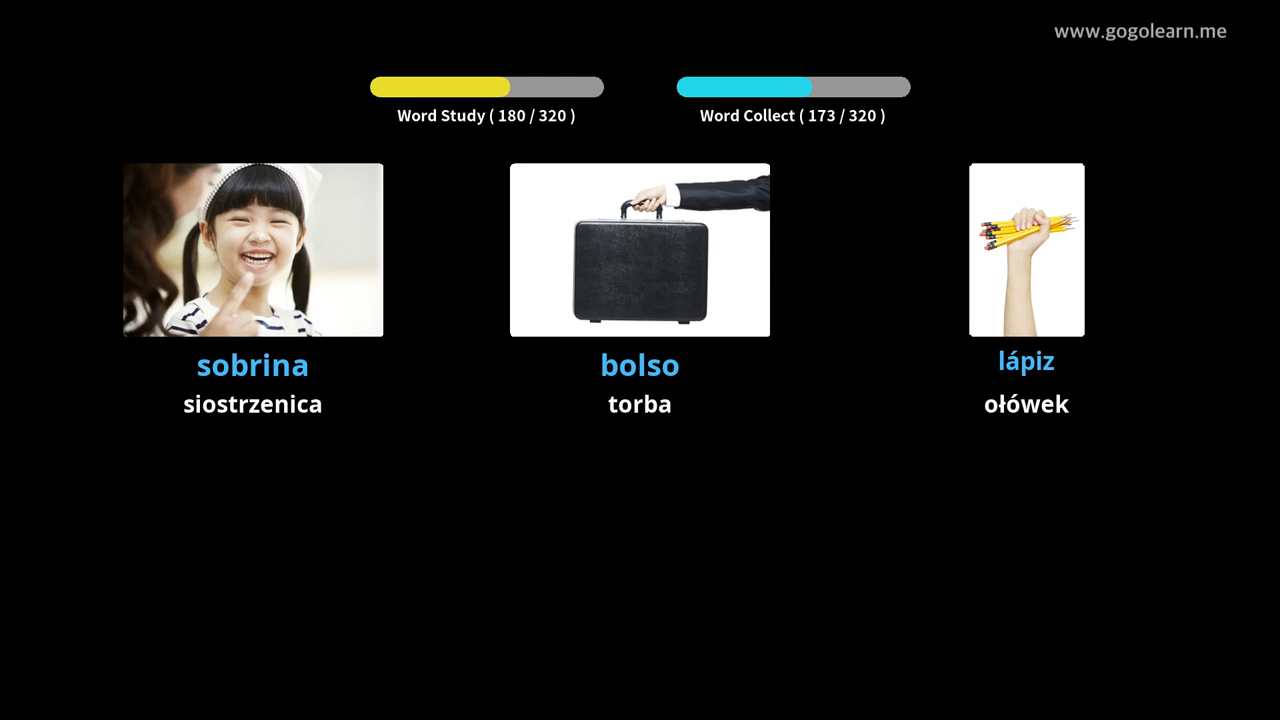 www.gogolearn.me
Word Study ( 180 / 320 )
Word Collect ( 173 / 320 )
sobrina
siostrzenica
bolso
torba
lápiz
ołówek